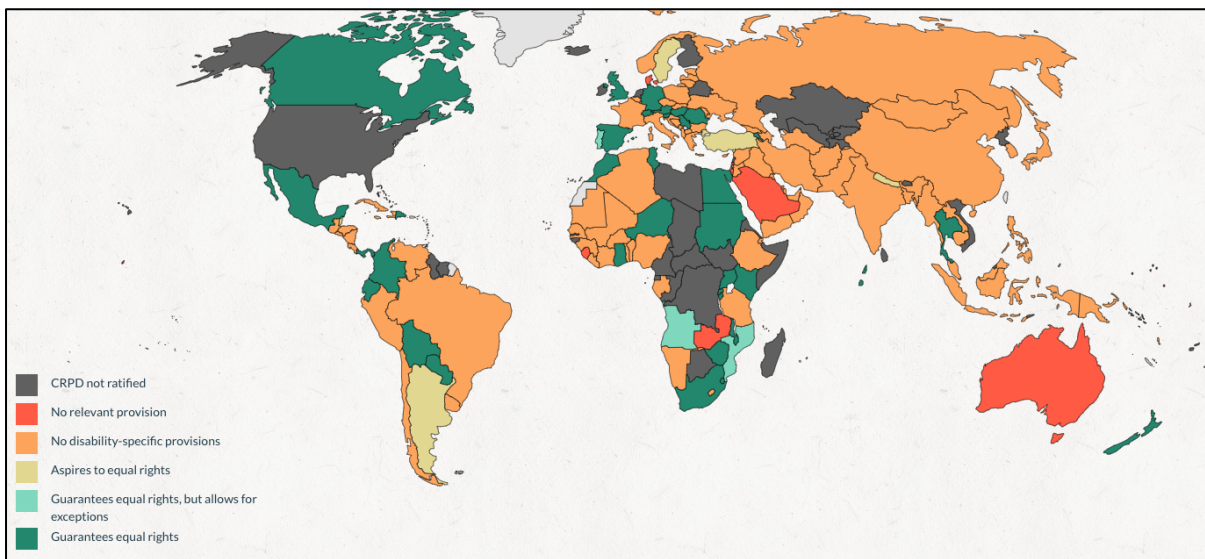 CRPD not ratified
No relevant provision
No disability-specific provisions
Aspires to equal rights
Guarantees equal rights, but allows for
exceptions
Guarantees equal rights